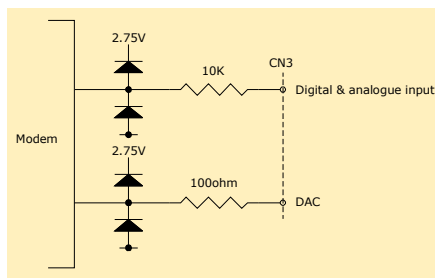 2.75V
10K
CN3
Digital & analogue input
Modem
2.75V
100ohm
DAC